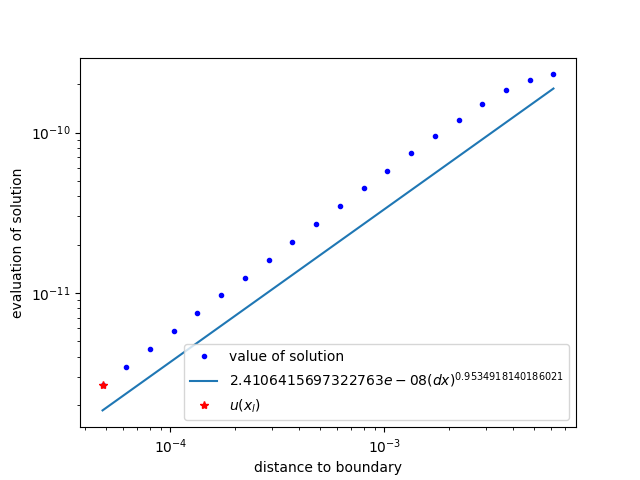 10⁻¹⁰
10⁻¹¹
evaluation of solution
value of solution
2.4106415697322763e − 08(dx)^0.9534918140186021
u(x_l)
10⁻⁴ 10⁻³
distance to boundary